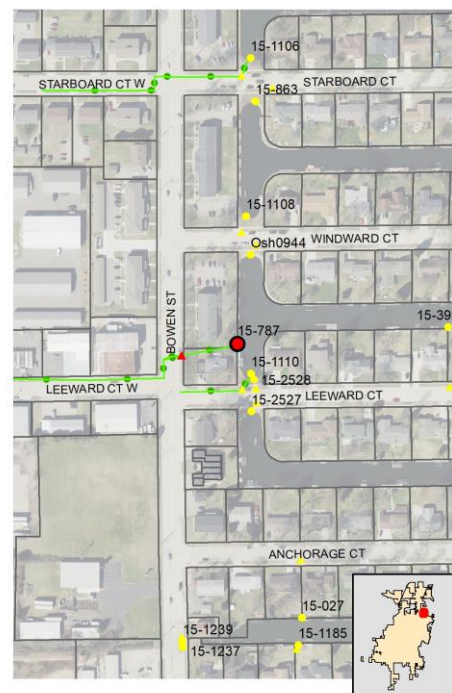 15-1106
STARBOARD CT W
STARBOARD CT
15-863
15-1108
WINDWARD CT
Osh0944
15-787
15-39
BOWEN ST
15-1110
15-2528
LEEWARD CT W
LEEWARD CT
15-2527
ANCHORAGE CT
15-027
15-1239
15-1237
15-1185